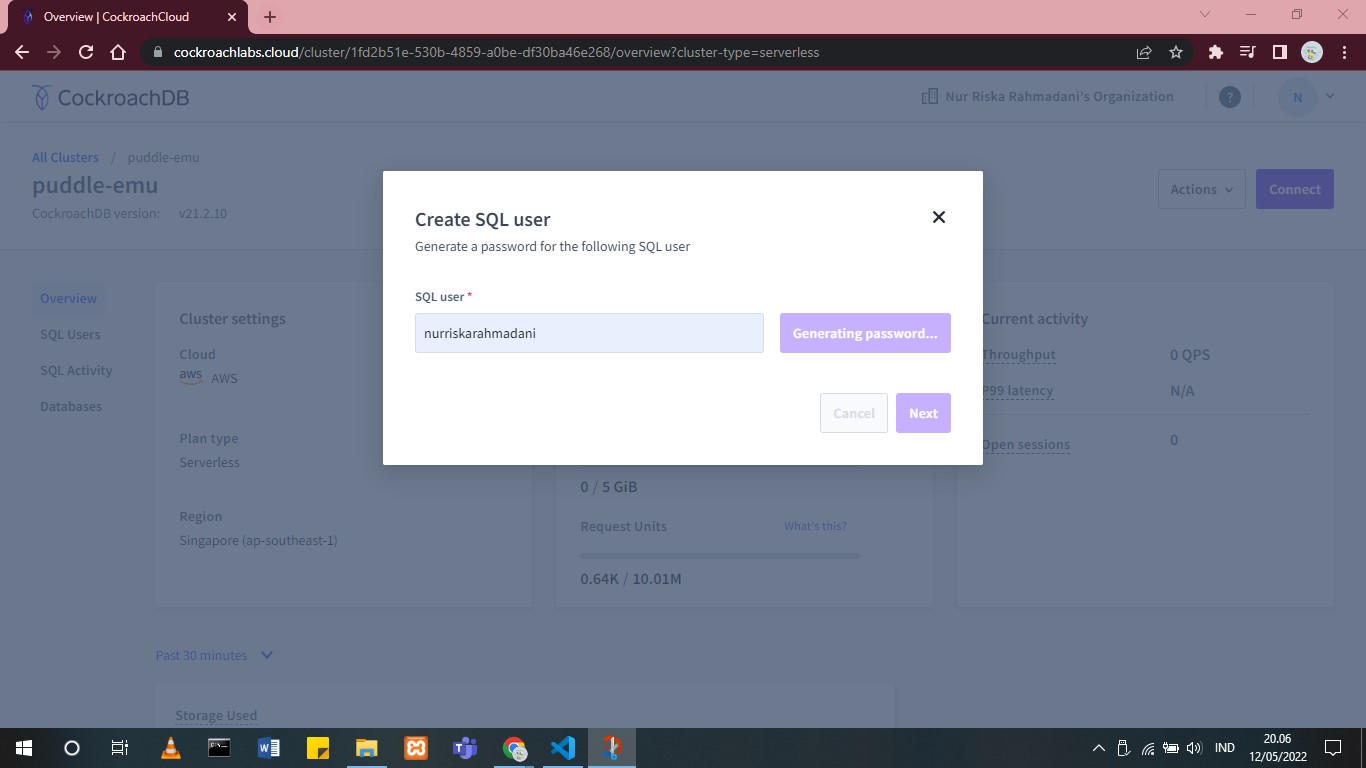 Overview | CockroachCloud
cockroachlabs.cloud/cluster/1fd2b51e-530b-4859-a0be-df30ba46e268/overview?cluster-type=serverless
CockroachDB
Nur Riska Rahmadani's Organization
?
N
All Clusters / puddle-emu
puddle-emu
CockroachDB version: v21.2.10
Actions
Connect
Create SQL user
Generate a password for the following SQL user
SQL user *
nurriskarahmadani
Generating password...
Cancel
Next
Overview
SQL Users
SQL Activity
Databases
Cluster settings
Cloud
aws AWS
Plan type
Serverless
Region
Singapore (ap-southeast-1)
0 / 5 GiB
Request Units What's this?
0.64K / 10.01M
Current activity
Throughput 0 QPS
P99 latency N/A
Open sessions 0
Past 30 minutes
Storage Used
IND
20.06
12/05/2022